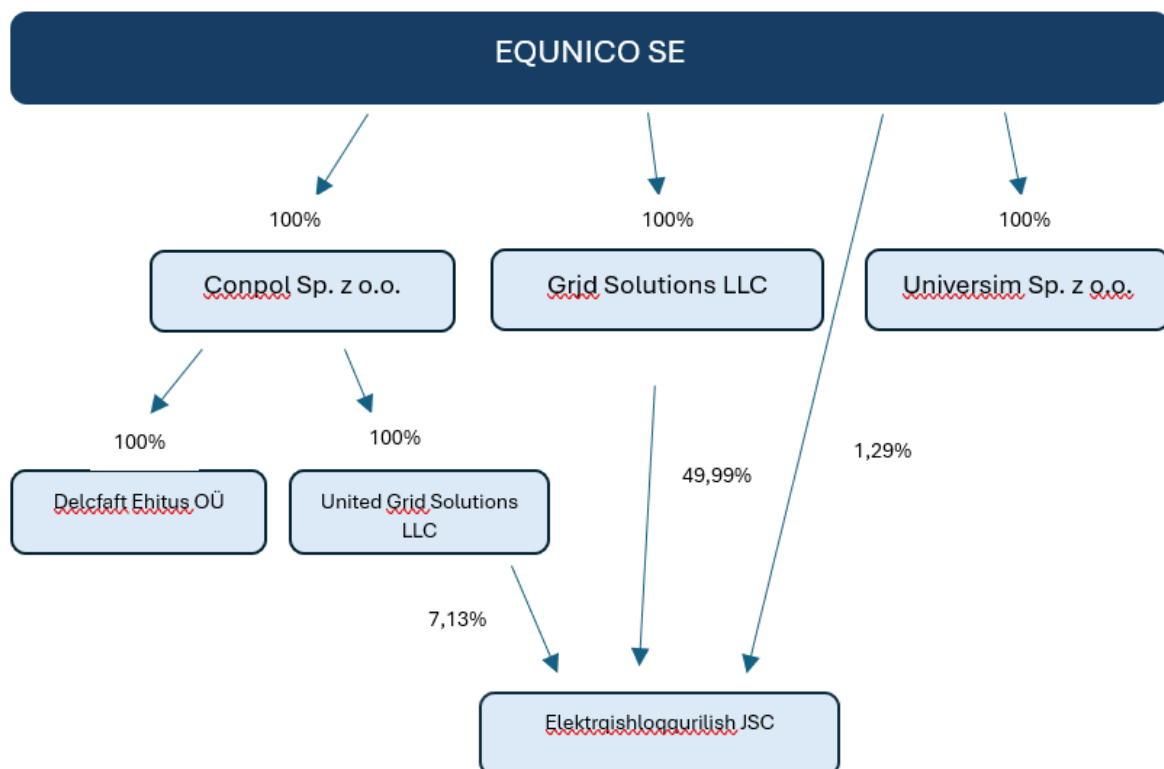 EQUNICO SE
100%
100%
100%
Conpol Sp. z o.o.
Grjd Solutions LLC
Universim Sp. z o.o.
100%
100%
49,99%
1,29%
Delcfaft Ehitus OÜ
United Grid Solutions
LLC
7,13%
Elektrqishloqqurilish JSC